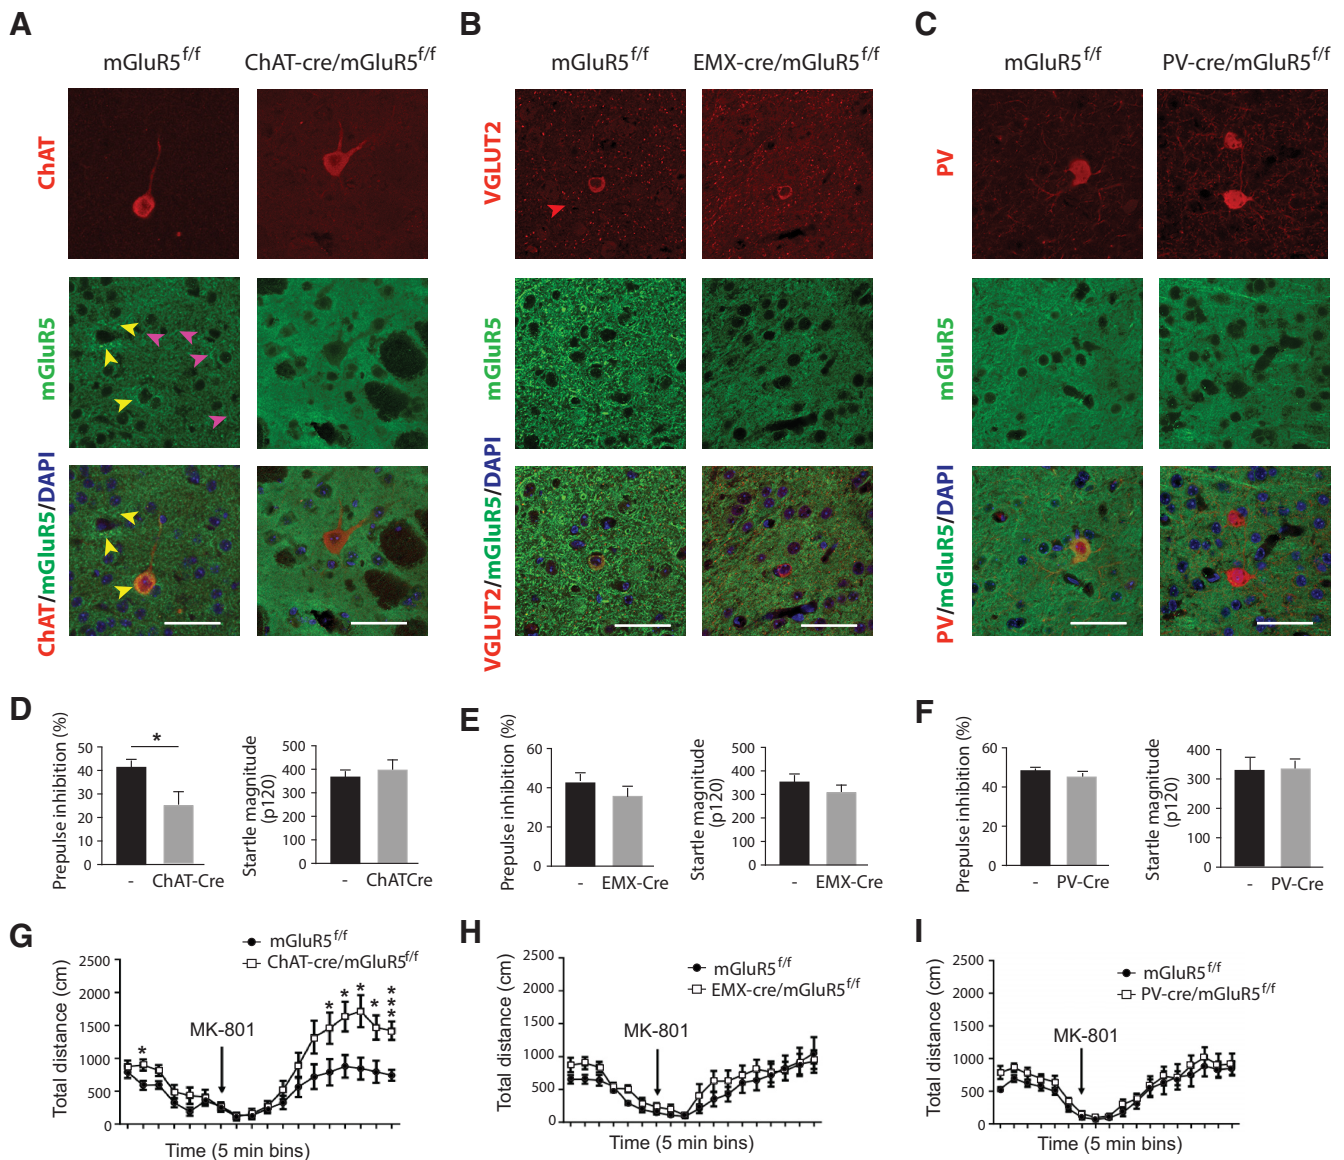 A
mGluR5f/f
ChAT-cre/mGluR5f/f
ChAT
mGluR5
ChAT/mGluR5/DAPI
B
mGluR5f/f
EMX-cre/mGluR5f/f
VGLUT2
mGluR5
VGLUT2/mGluR5/DAPI
C
mGluR5f/f
PV-cre/mGluR5f/f
PV
mGluR5
PV/mGluR5/DAPI
D
Prepulse inhibition (%)
50
40
30
20
10
0
*
-
ChAT-Cre
Startle magnitude
(p120)
500
400
300
200
100
0
-
ChATCre
E
Prepulse inhibition (%)
60
40
20
0
-
EMX-Cre
Startle magnitude
(p120)
500
400
300
200
100
0
-
EMX-Cre
F
Prepulse inhibition (%)
60
40
20
0
-
PV-Cre
Startle magnitude
(p120)
400
300
200
100
0
-
PV-Cre
G
mGluR5f/f
ChAT-cre/mGluR5f/f
Total distance (cm)
2500
2000
1500
1000
500
0
*
MK-801
*
*
*
*
***
Time (5 min bins)
H
mGluR5f/f
EMX-cre/mGluR5f/f
Total distance (cm)
2500
2000
1500
1000
500
0
MK-801
Time (5 min bins)
I
mGluR5f/f
PV-cre/mGluR5f/f
Total distance (cm)
2500
2000
1500
1000
500
0
MK-801
Time (5 min bins)